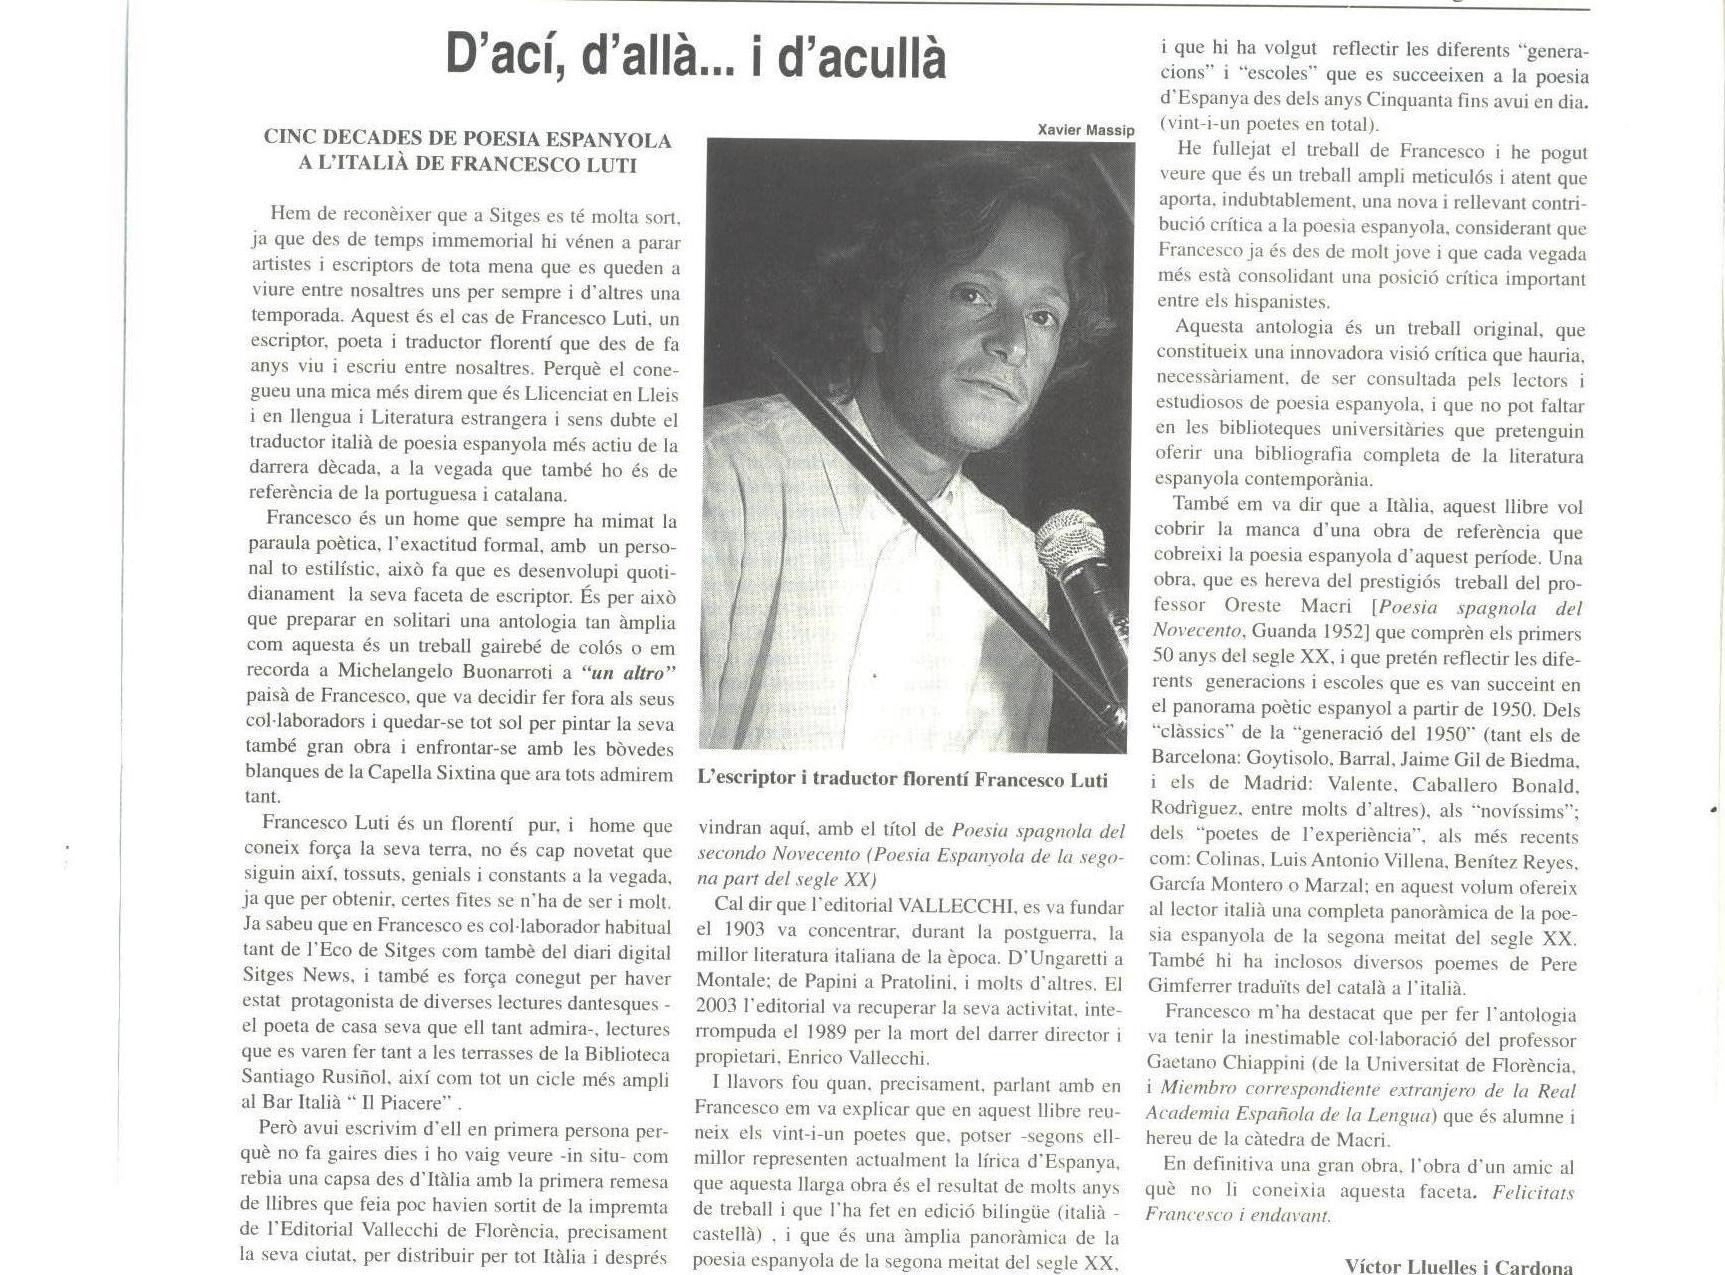 D'ací, d'allà... i d'acullà
CINC DECADES DE POESIA ESPANYOLA
A L'ITALIÀ DE FRANCESCO LUTI
Hem de reconèixer que a Sitges es té molta sort,
ja que des de temps immemorial hi vénen a parar
artistes i escriptors de tota mena que es queden a
viure entre nosaltres uns per sempre i d'altres una
temporada. Aquest és el cas de Francesco Luti, un
escriptor, poeta i traductor florentí que des de fa
anys viu i escriu entre nosaltres. Perquè el cone-
gueu una mica més direm que és Llicenciat en Lleis
i en llengua i Literatura estrangera i sens dubte el
traductor italià de poesia espanyola més actiu de la
darrera dècada, a la vegada que també ho és de
referència de la portuguesa i catalana.
Francesco és un home que sempre ha mimat la
paraula poètica, l'exactitud formal, amb un perso-
nal to estilístic, això fa que es desenvolupi quoti-
dianament la seva faceta de escriptor. És per això
que preparar en solitari una antologia tan àmplia
com aquesta és un treball gairebé de colós o em
recorda a Michelangelo Buonarroti a "un altro"
paisà de Francesco, que va decidir fer fora als seus
col·laboradors i quedar-se tot sol per pintar la seva
també gran obra i enfrontar-se amb les bòvedes
blanques de la Capella Sixtina que ara tots admirem
tant.
Francesco Luti és un florentí pur, i home que
coneix força la seva terra, no és cap novetat que
siguin així, tossuts, genials i constants a la vegada,
ja que per obtenir, certes fites se n'ha de ser i molt.
Ja sabeu que en Francesco es col·laborador habitual
tant de l'Eco de Sitges com tambè del diari digital
Sitges News, i també es força conegut per haver
estat protagonista de diverses lectures dantesques -
el poeta de casa seva que ell tant admira-, lectures
que es varen fer tant a les terrasses de la Biblioteca
Santiago Rusiñol, així com tot un cicle més ampli
al Bar Italià " Il Piacere" .
Però avui escrivim d'ell en primera persona per-
què no fa gaires dies i ho vaig veure -in situ- com
rebia una capsa des d'Itàlia amb la primera remesa
de llibres que feia poc havien sortit de la impremta
de l'Editorial Vallecchi de Florència, precisament
la seva ciutat, per distribuir per tot Itàlia i després
Xavier Massip
L'escriptor i traductor florentí Francesco Luti
vindran aquí, amb el títol de Poesia spagnola del
secondo Novecento (Poesia Espanyola de la sego-
na part del segle XX)
Cal dir que l'editorial VALLECCHI, es va fundar
el 1903 va concentrar, durant la postguerra, la
millor literatura italiana de la època. D'Ungaretti a
Montale; de Papini a Pratolini, i molts d'altres. El
2003 l'editorial va recuperar la seva activitat, inte-
rrompuda el 1989 per la mort del darrer director i
propietari, Enrico Vallecchi.
I llavors fou quan, precisament, parlant amb en
Francesco em va explicar que en aquest llibre reu-
neix els vint-i-un poetes que, potser -segons ell-
millor representen actualment la lírica d'Espanya,
que aquesta llarga obra és el resultat de molts anys
de treball i que l'ha fet en edició bilingüe (italià -
castellà) , i que és una àmplia panoràmica de la
poesia espanyola de la segona meitat del segle XX,
i que hi ha volgut reflectir les diferents "genera-
cions" i "escoles" que es succeeixen a la poesia
d'Espanya des dels anys Cinquanta fins avui en dia.
(vint-i-un poetes en total).
He fullejat el treball de Francesco i he pogut
veure que és un treball ampli meticulós i atent que
aporta, indubtablement, una nova i rellevant contri-
bució crítica a la poesia espanyola, considerant que
Francesco ja és des de molt jove i que cada vegada
més està consolidant una posició crítica important
entre els hispanistes.
Aquesta antologia és un treball original, que
constitueix una innovadora visió crítica que hauria,
necessàriament, de ser consultada pels lectors i
estudiosos de poesia espanyola, i que no pot faltar
en les biblioteques universitàries que pretenguin
oferir una bibliografia completa de la literatura
espanyola contemporània.
També em va dir que a Itàlia, aquest llibre vol
cobrir la manca d'una obra de referència que
cobreixi la poesia espanyola d'aquest període. Una
obra, que es hereva del prestigiós treball del pro-
fessor Oreste Macri [Poesia spagnola del
Novecento, Guanda 1952] que comprèn els primers
50 anys del segle XX, i que pretén reflectir les dife-
rents generacions i escoles que es van succeint en
el panorama poètic espanyol a partir de 1950. Dels
"clàssics" de la "generació del 1950" (tant els de
Barcelona: Goytisolo, Barral, Jaime Gil de Biedma,
i els de Madrid: Valente, Caballero Bonald,
Rodrìguez, entre molts d'altres), als "novíssims";
dels "poetes de l'experiència", als més recents
com: Colinas, Luis Antonio Villena, Benítez Reyes,
García Montero o Marzal; en aquest volum ofereix
al lector italià una completa panoràmica de la poe-
sia espanyola de la segona meitat del segle XX.
També hi ha inclosos diversos poemes de Pere
Gimferrer traduïts del català a l'italià.
Francesco m'ha destacat que per fer l'antologia
va tenir la inestimable col·laboració del professor
Gaetano Chiappini (de la Universitat de Florència,
i Miembro correspondiente extranjero de la Real
Academia Española de la Lengua) que és alumne i
hereu de la càtedra de Macri.
En definitiva una gran obra, l'obra d'un amic al
què no li coneixia aquesta faceta. Felicitats
Francesco i endavant.
Víctor Lluelles i Cardona